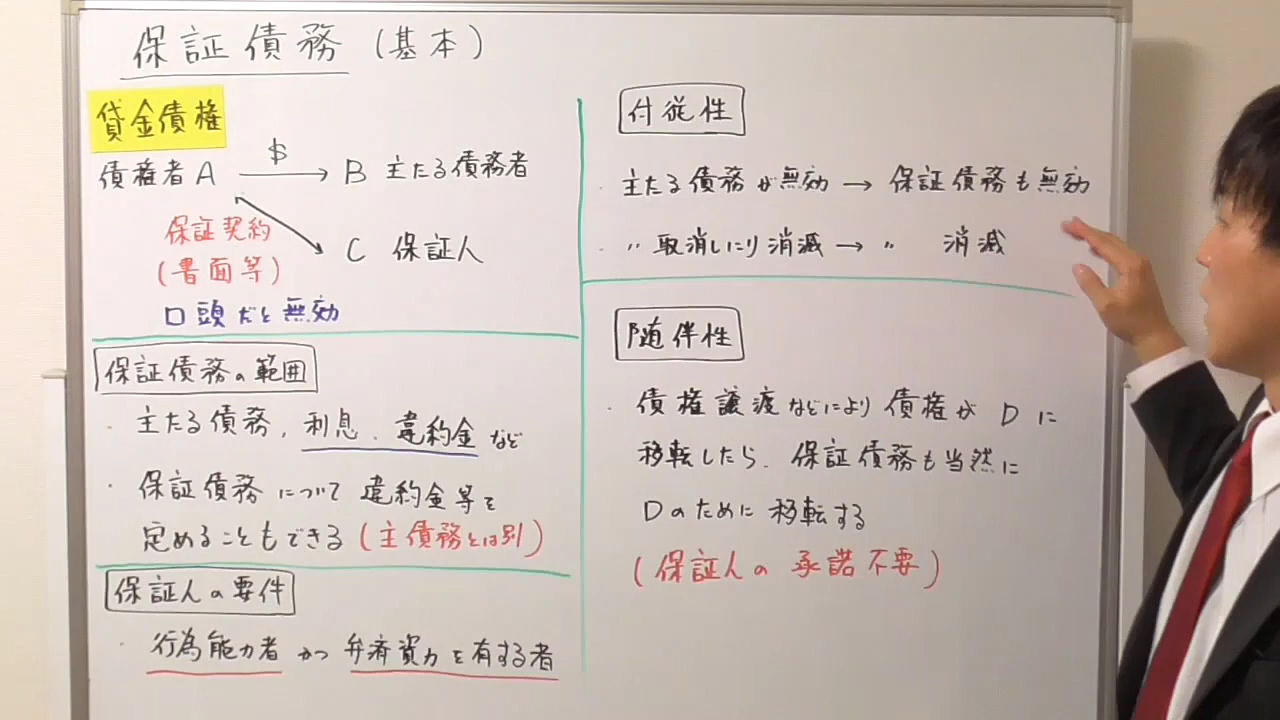 保証債務(基本)
貸金債権
債権者A $ → B 主たる債務者
保証契約
(書面等)
C 保証人
口頭だと無効
保証債務の範囲
・主たる債務, 利息, 違約金など
・保証債務について違約金等を
定めることもできる(主債務とは別)
保証人の要件
・行為能力者かつ弁済資力を有する者
付従性
・主たる債務が無効→保証債務も無効
・〃取消しにより消滅→〃 消滅
随伴性
・債権譲渡などにより債権がDに
移転したら、保証債務も当然に
Dのために移転する
(保証人の承諾不要)